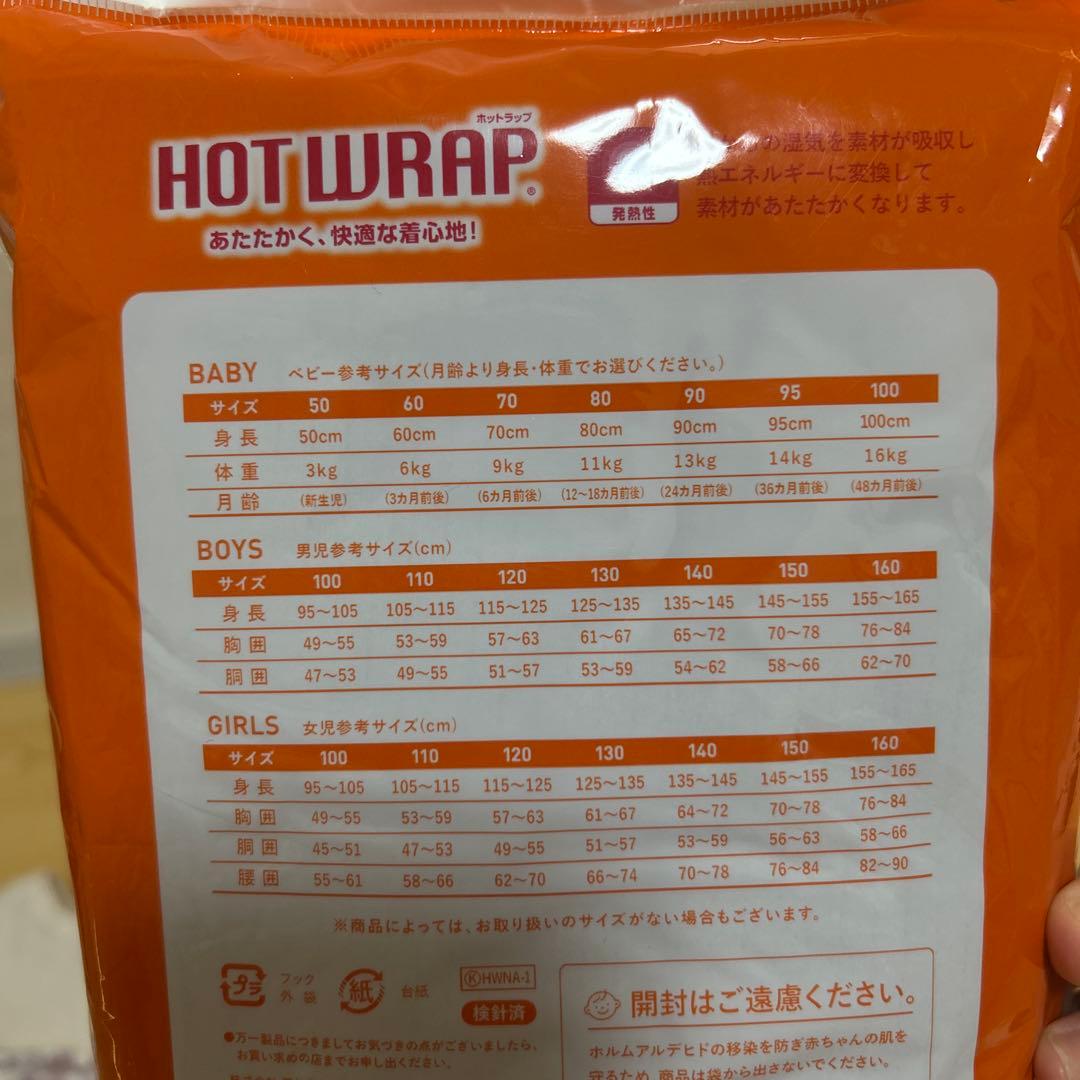 ホットラップ
HOT WRAP®
あたたかく、快適な着心地!
発熱性
の湿気を素材が吸収し
熱エネルギーに変換して
素材があたたかくなります。
BABY ベビー参考サイズ(月齢より身長・体重でお選びください。)
サイズ 50 60 70 80 90 95 100
身長 50cm 60cm 70cm 80cm 90cm 95cm 100cm
体重 3kg 6kg 9kg 11kg 13kg 14kg 16kg
月齢 (新生児) (3カ月前後) (6カ月前後) (12〜18カ月前後) (24カ月前後) (36カ月前後) (48カ月前後)
BOYS 男児参考サイズ(cm)
サイズ 100 110 120 130 140 150 160
身長 95〜105 105〜115 115〜125 125〜135 135〜145 145〜155 155〜165
胸囲 49〜55 53〜59 57〜63 61〜67 65〜72 70〜78 76〜84
胴囲 47〜53 49〜55 51〜57 53〜59 54〜62 58〜66 62〜70
GIRLS 女児参考サイズ(cm)
サイズ 100 110 120 130 140 150 160
身長 95〜105 105〜115 115〜125 125〜135 135〜145 145〜155 155〜165
胸囲 49〜55 53〜59 57〜63 61〜67 64〜72 70〜78 76〜84
胴囲 45〜51 47〜53 49〜55 51〜57 53〜59 56〜63 58〜66
腰囲 55〜61 58〜66 62〜70 66〜74 70〜78 76〜84 82〜90
※商品によっては、お取り扱いのサイズがない場合もございます。
プラ
フック
外袋
紙
台紙
ⓀHWNA-1
検針済
●万一製品につきましてお気づきの点がございましたら、
お買い求めの店までお申し出ください。
開封はご遠慮ください。
ホルムアルデヒドの移染を防ぎ赤ちゃんの肌を
守るため、商品は袋から出さないでください。